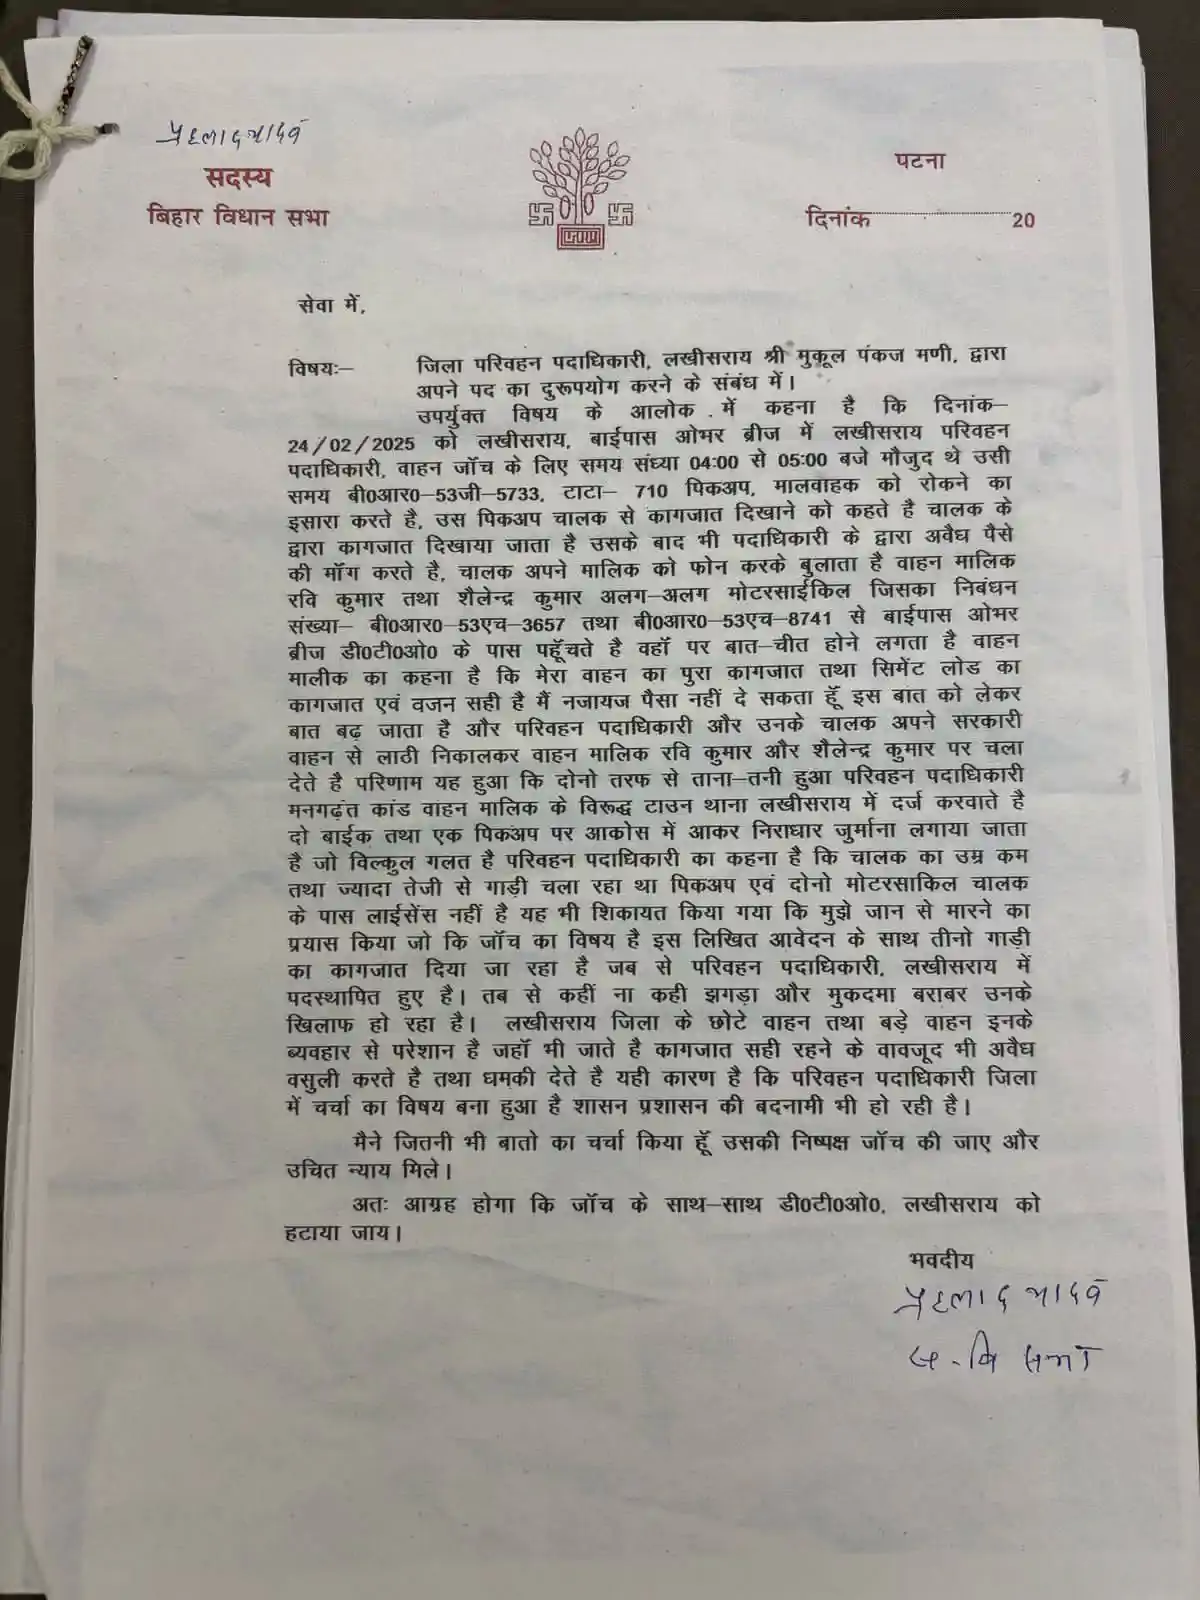 प्रहलाद यादव
सदस्य
बिहार विधान सभा
पटना
दिनांक 20
सेवा में,
विषयः– जिला परिवहन पदाधिकारी, लखीसराय श्री मुकूल पंकज मणी, द्वारा
अपने पद का दुरूपयोग करने के संबंध में।
उपर्युक्त विषय के आलोक में कहना है कि दिनांक–
24/02/2025 को लखीसराय, बाईपास ओभर ब्रीज में लखीसराय परिवहन
पदाधिकारी, वाहन जॉच के लिए समय संध्या 04:00 से 05:00 बजे मौजुद थे उसी
समय बी0आर0–53जी–5733, टाटा– 710 पिकअप, मालवाहक को रोकने का
इसारा करते है, उस पिकअप चालक से कागजात दिखाने को कहते है चालक के
द्वारा कागजात दिखाया जाता है उसके बाद भी पदाधिकारी के द्वारा अवैध पैसे
की मॉंग करते है, चालक अपने मालिक को फोन करके बुलाता है वाहन मालिक
रवि कुमार तथा शैलेन्द्र कुमार अलग–अलग मोटरसाईकिल जिसका निबंधन
संख्या– बी0आर0–53एच–3657 तथा बी0आर0–53एच–8741 से बाईपास ओभर
ब्रीज डी0टी0ओ0 के पास पहूँचते है वहॉ पर बात–चीत होने लगता है वाहन
मालीक का कहना है कि मेरा वाहन का पुरा कागजात तथा सिमेंट लोड का
कागजात एवं वजन सही है मैं नजायज पैसा नहीं दे सकता हूँ इस बात को लेकर
बात बढ़ जाता है और परिवहन पदाधिकारी और उनके चालक अपने सरकारी
वाहन से लाठी निकालकर वाहन मालिक रवि कुमार और शैलेन्द्र कुमार पर चला
देते है परिणाम यह हुआ कि दोनो तरफ से ताना–तनी हुआ परिवहन पदाधिकारी
मनगढ़ंत कांड वाहन मालिक के विरूद्ध टाउन थाना लखीसराय में दर्ज करवाते है
दो बाईक तथा एक पिकअप पर आकोस में आकर निराधार जुर्माना लगाया जाता
है जो विल्कुल गलत है परिवहन पदाधिकारी का कहना है कि चालक का उम्र कम
तथा ज्यादा तेजी से गाड़ी चला रहा था पिकअप एवं दोनो मोटरसाकिल चालक
के पास लाईसेंस नहीं है यह भी शिकायत किया गया कि मुझे जान से मारने का
प्रयास किया जो कि जॉच का विषय है इस लिखित आवेदन के साथ तीनो गाड़ी
का कागजात दिया जा रहा है जब से परिवहन पदाधिकारी, लखीसराय में
पदस्थापित हुए है। तब से कहीं ना कही झगड़ा और मुकदमा बराबर उनके
खिलाफ हो रहा है। लखीसराय जिला के छोटे वाहन तथा बड़े वाहन इनके
ब्यवहार से परेशान है जहॉ भी जाते है कागजात सही रहने के वावजूद भी अवैध
वसुली करते है तथा धमकी देते है यही कारण है कि परिवहन पदाधिकारी जिला
में चर्चा का विषय बना हुआ है शासन प्रशासन की बदनामी भी हो रही है।
मैने जितनी भी बातो का चर्चा किया हूँ उसकी निष्पक्ष जॉच की जाए और
उचित न्याय मिले।
अतः आग्रह होगा कि जॉच के साथ–साथ डी0टी0ओ0, लखीसराय को
हटाया जाय।
भवदीय
प्रहलाद यादव
स.वि सभा